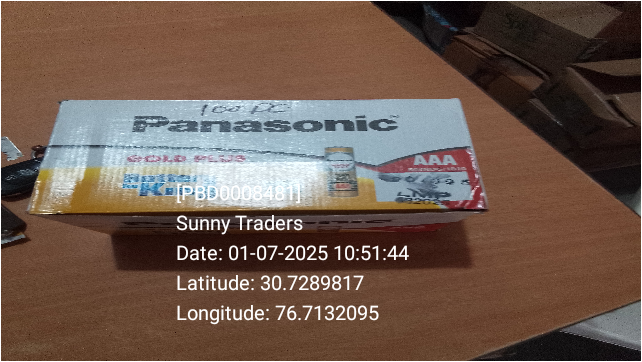 100 PC
Panasonic
GOLD PLUS
AAA
[PBD0008481]
Sunny Traders
Date: 01-07-2025 10:51:44
Latitude: 30.7289817
Longitude: 76.7132095